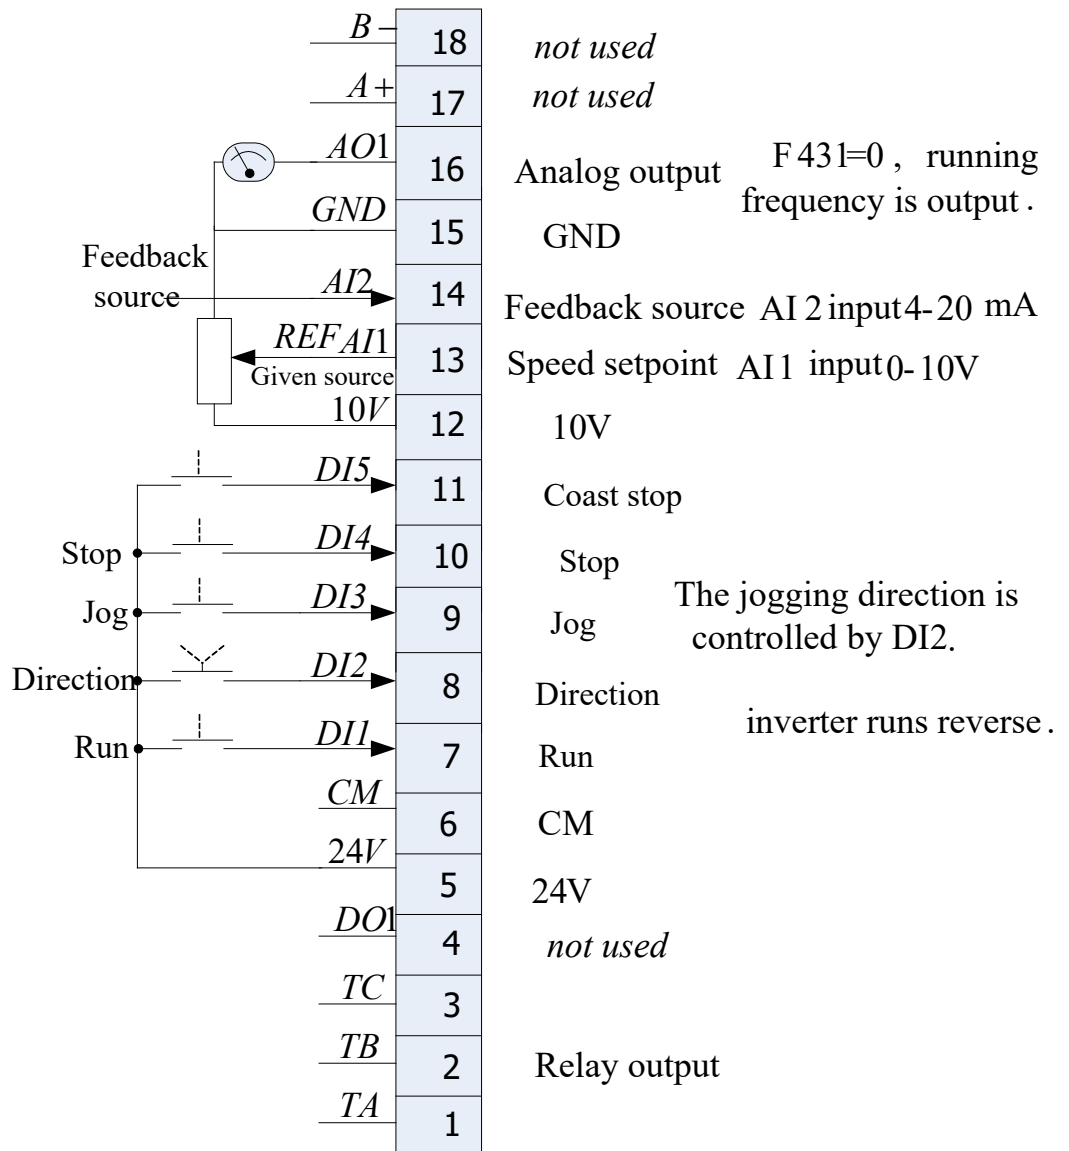 B − 18 not used
A+ 17 not used
AO1 16 Analog output F431=0 , running
frequency is output .
GND 15 GND
Feedback
source AI2 14 Feedback source AI 2 input 4-20 mA
REF AI1 13 Speed setpoint AI 1 input 0-10V
Given source
10V 12 10V
DI5 11 Coast stop
Stop DI4 10 Stop
Jog DI3 9 Jog The jogging direction is
controlled by DI2.
Direction DI2 8 Direction
inverter runs reverse .
Run DI1 7 Run
CM 6 CM
24V 5 24V
DO1 4 not used
TC 3
TB 2 Relay output
TA 1